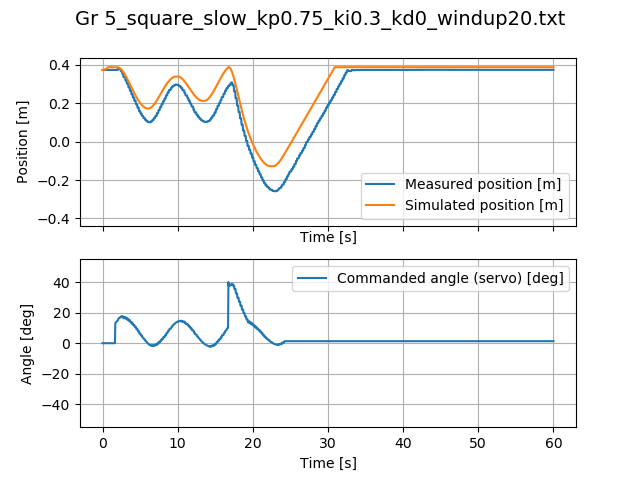 Gr 5_square_slow_kp0.75_ki0.3_kd0_windup20.txt
0.4
0.2
0.0
−0.2
−0.4
Position [m]
Measured position [m]
Simulated position [m]
Time [s]
40
20
0
−20
−40
Angle [deg]
Commanded angle (servo) [deg]
0 10 20 30 40 50 60
Time [s]